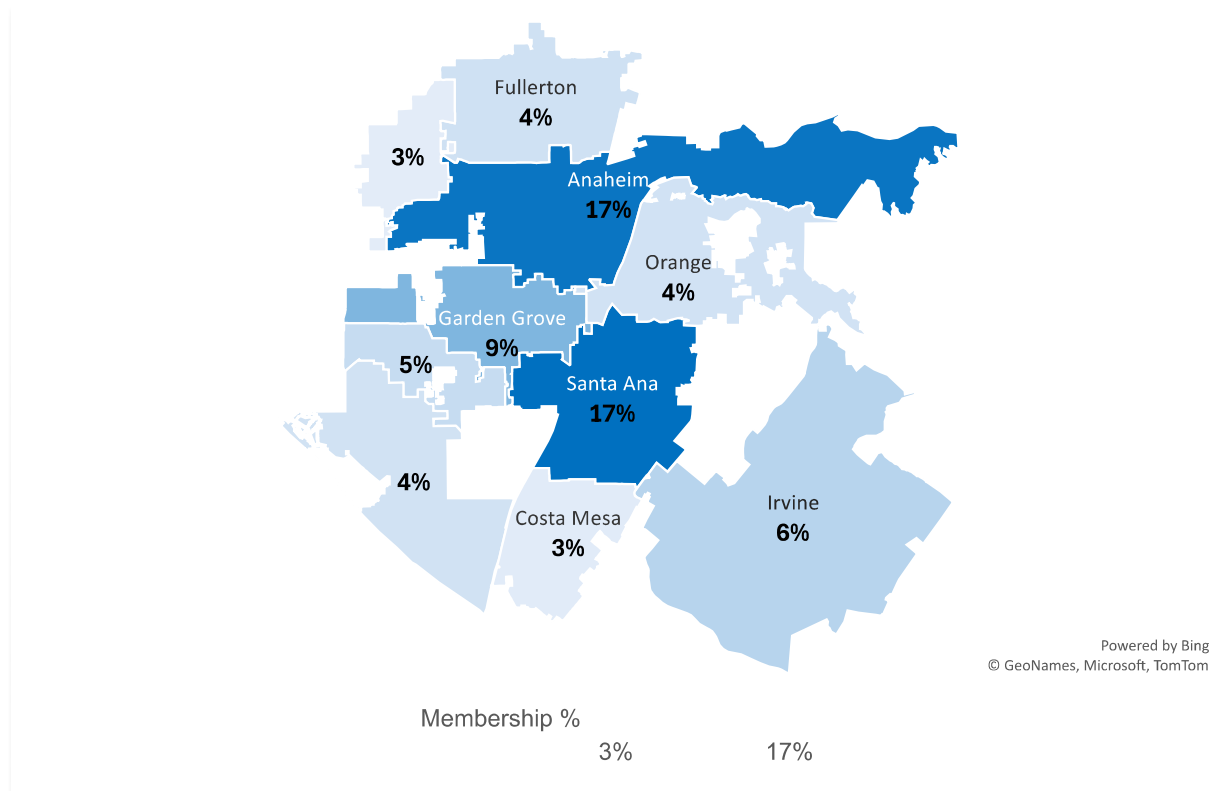 Fullerton
4%
3%
Anaheim
17%
Orange
4%
Garden Grove
9%
5%
Santa Ana
17%
4%
Irvine
6%
Costa Mesa
3%
Powered by Bing
© GeoNames, Microsoft, TomTom
Membership %
3% 17%